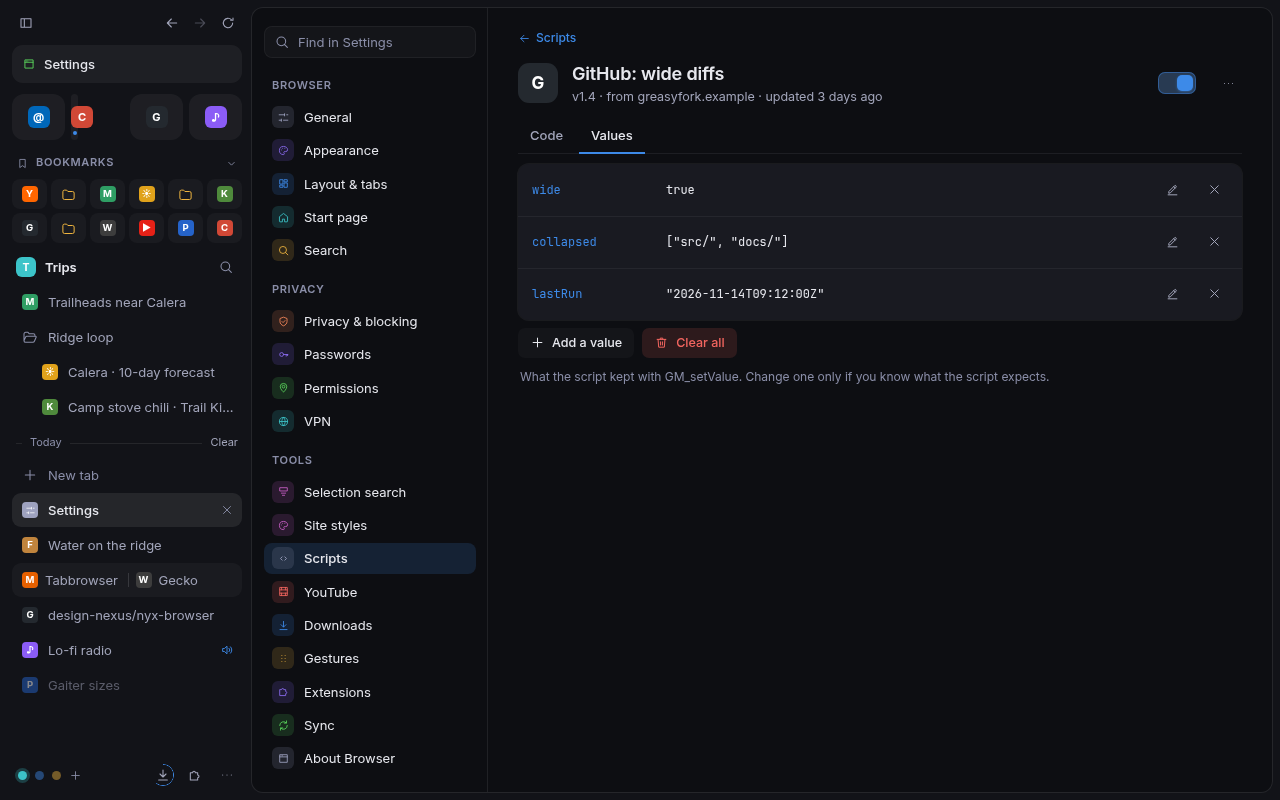 Settings
@
C
G
BOOKMARKS
Y
M
K
G
W
P
C
T
Trips
M
Trailheads near Calera
Ridge loop
Calera · 10-day forecast
K
Camp stove chili · Trail Ki...
Today
Clear
New tab
Settings
F
Water on the ridge
M
Tabbrowser
W
Gecko
G
design-nexus/nyx-browser
Lo-fi radio
P
Gaiter sizes
Find in Settings
BROWSER
General
Appearance
Layout & tabs
Start page
Search
PRIVACY
Privacy & blocking
Passwords
Permissions
VPN
TOOLS
Selection search
Site styles
Scripts
YouTube
Downloads
Gestures
Extensions
Sync
About Browser
← Scripts
G
GitHub: wide diffs
v1.4 · from greasyfork.example · updated 3 days ago
Code
Values
wide
true
collapsed
["src/", "docs/"]
lastRun
"2026-11-14T09:12:00Z"
Add a value
Clear all
What the script kept with GM_setValue. Change one only if you know what the script expects.